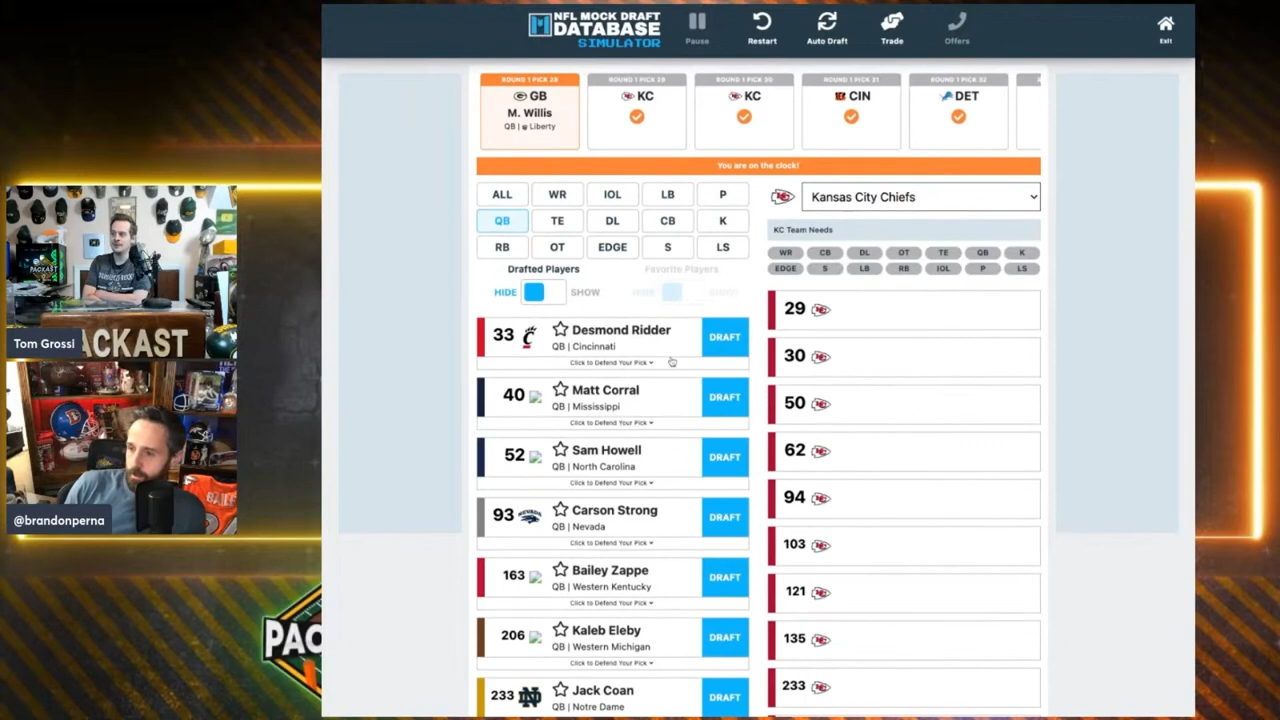 NFL MOCK DRAFT
DATABASE
SIMULATOR
Pause
Restart
Auto Draft
Trade
Offers
Exit
ROUND 1 PICK 28
GB
M. Willis
QB | Liberty
ROUND 1 PICK 29
KC
ROUND 1 PICK 30
KC
ROUND 1 PICK 31
CIN
ROUND 1 PICK 32
DET
You are on the clock!
ALL WR IOL LB P
QB TE DL CB K
RB OT EDGE S LS
Drafted Players
HIDE SHOW
Favorite Players
Kansas City Chiefs
KC Team Needs
WR CB DL OT TE QB K
EDGE S LB RB IOL P LS
33 Desmond Ridder
QB | Cincinnati
DRAFT
Click to Defend Your Pick
40 Matt Corral
QB | Mississippi
DRAFT
Click to Defend Your Pick
52 Sam Howell
QB | North Carolina
DRAFT
Click to Defend Your Pick
93 Carson Strong
QB | Nevada
DRAFT
Click to Defend Your Pick
163 Bailey Zappe
QB | Western Kentucky
DRAFT
Click to Defend Your Pick
206 Kaleb Eleby
QB | Western Michigan
DRAFT
Click to Defend Your Pick
233 Jack Coan
QB | Notre Dame
DRAFT
29
30
50
62
94
103
121
135
233
PACKAST
ACKAST
Tom Grossi
BAILE
@brandonperna
PAC